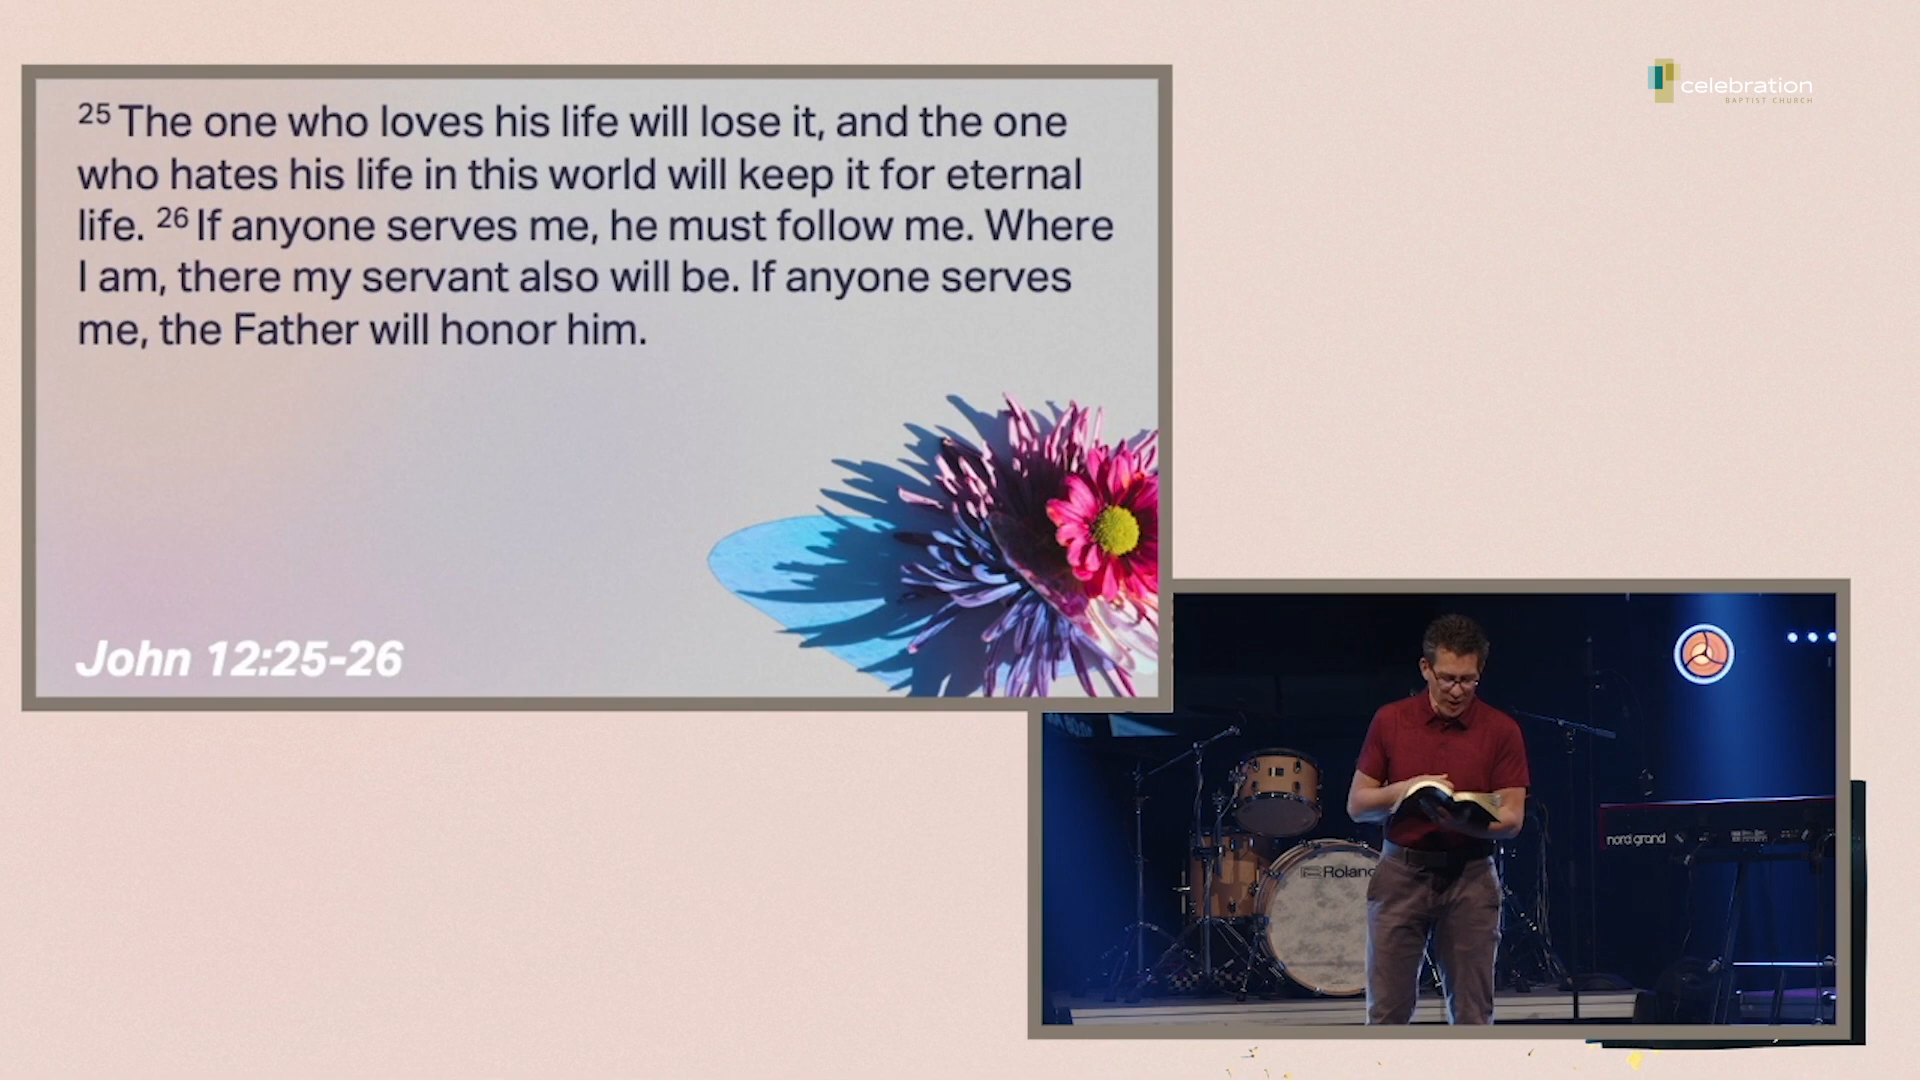 25 The one who loves his life will lose it, and the one
who hates his life in this world will keep it for eternal
life. 26 If anyone serves me, he must follow me. Where
I am, there my servant also will be. If anyone serves
me, the Father will honor him.
John 12:25-26
celebration
BAPTIST CHURCH
nord grand
Roland